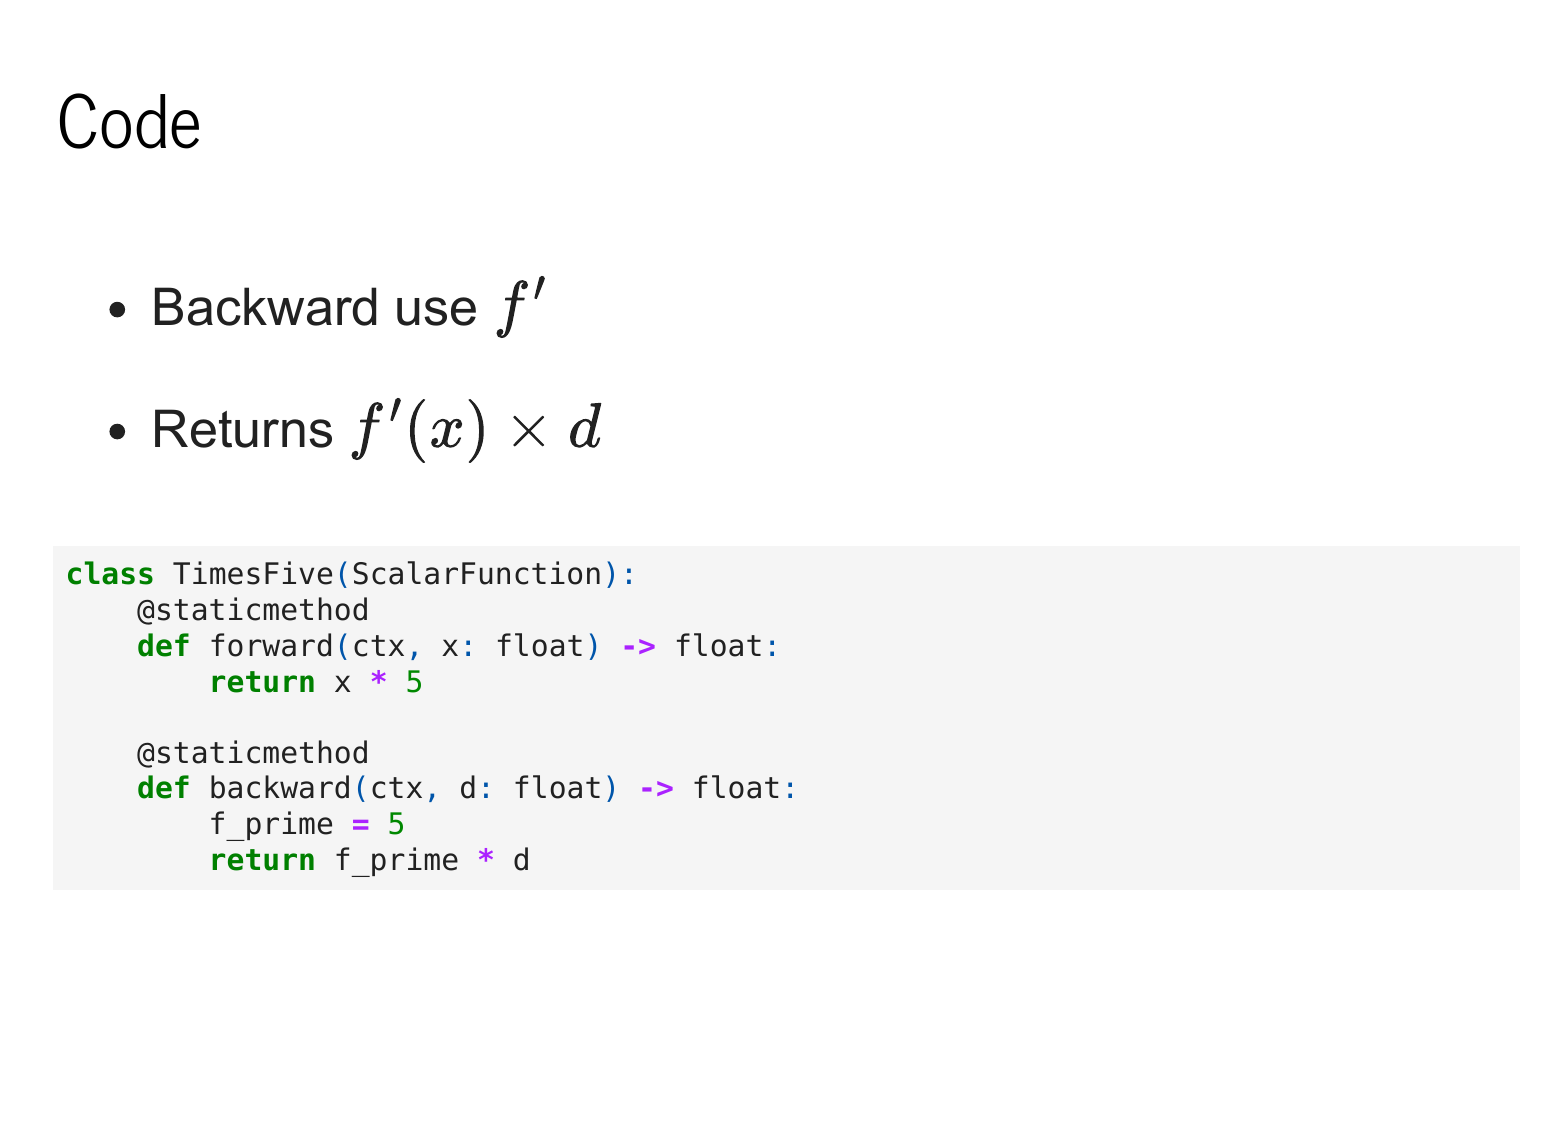 Code
• Backward use f′
• Returns f′(x) × d
class TimesFive(ScalarFunction):
    @staticmethod
    def forward(ctx, x: float) -> float:
        return x * 5

    @staticmethod
    def backward(ctx, d: float) -> float:
        f_prime = 5
        return f_prime * d